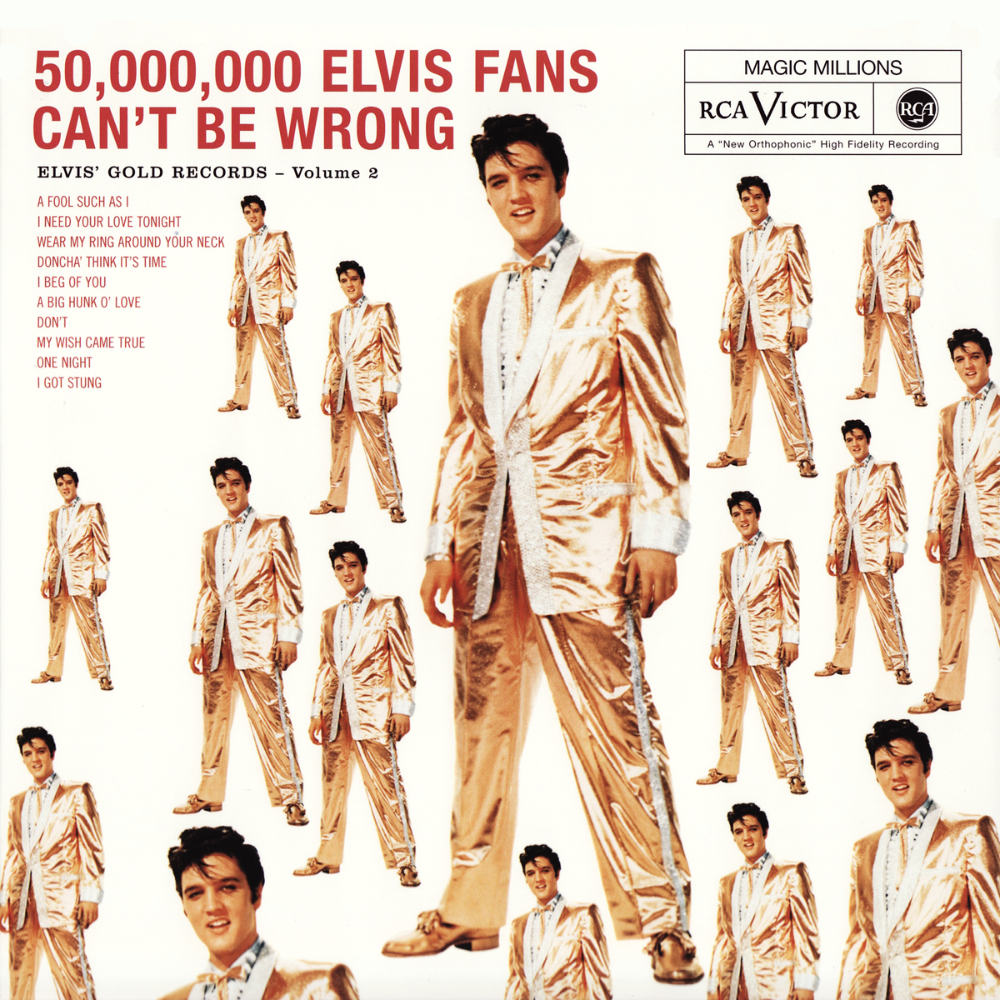 50,000,000 ELVIS FANS
CAN'T BE WRONG
ELVIS' GOLD RECORDS – Volume 2
A FOOL SUCH AS I
I NEED YOUR LOVE TONIGHT
WEAR MY RING AROUND YOUR NECK
DONCHA' THINK IT'S TIME
I BEG OF YOU
A BIG HUNK O' LOVE
DON'T
MY WISH CAME TRUE
ONE NIGHT
I GOT STUNG
MAGIC MILLIONS
RCA VICTOR
RCA
A “New Orthophonic” High Fidelity Recording